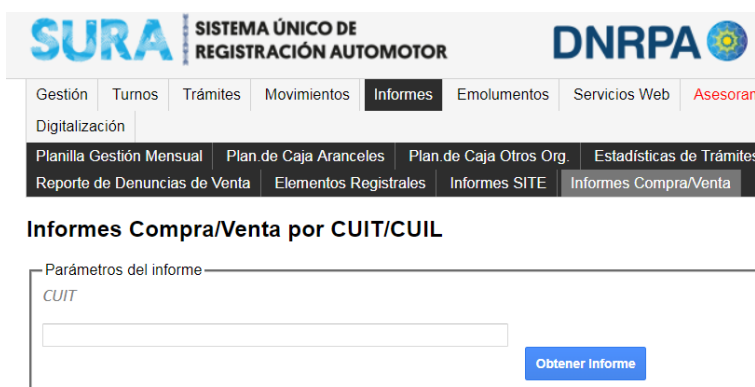 SURA SISTEMA ÚNICO DE
REGISTRACIÓN AUTOMOTOR
DNRPA
Gestión Turnos Trámites Movimientos Informes Emolumentos Servicios Web
Digitalización
Planilla Gestión Mensual Plan.de Caja Aranceles Plan.de Caja Otros Org. Estadísticas de Trámites
Reporte de Denuncias de Venta Elementos Registrales Informes SITE Informes Compra/Venta
Informes Compra/Venta por CUIT/CUIL
Parámetros del informe
CUIT
Obtener Informe